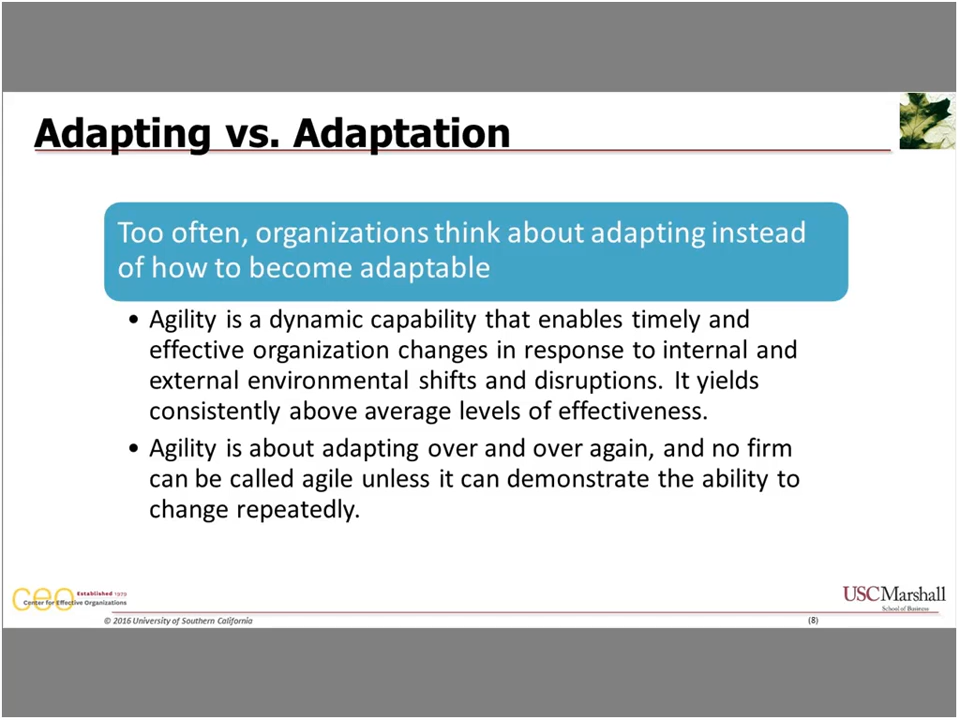 Adapting vs. Adaptation
Too often, organizations think about adapting instead
of how to become adaptable
• Agility is a dynamic capability that enables timely and
effective organization changes in response to internal and
external environmental shifts and disruptions. It yields
consistently above average levels of effectiveness.
• Agility is about adapting over and over again, and no firm
can be called agile unless it can demonstrate the ability to
change repeatedly.
ceo Established 1979
Center for Effective Organizations
USC Marshall
School of Business
© 2016 University of Southern California
(8)